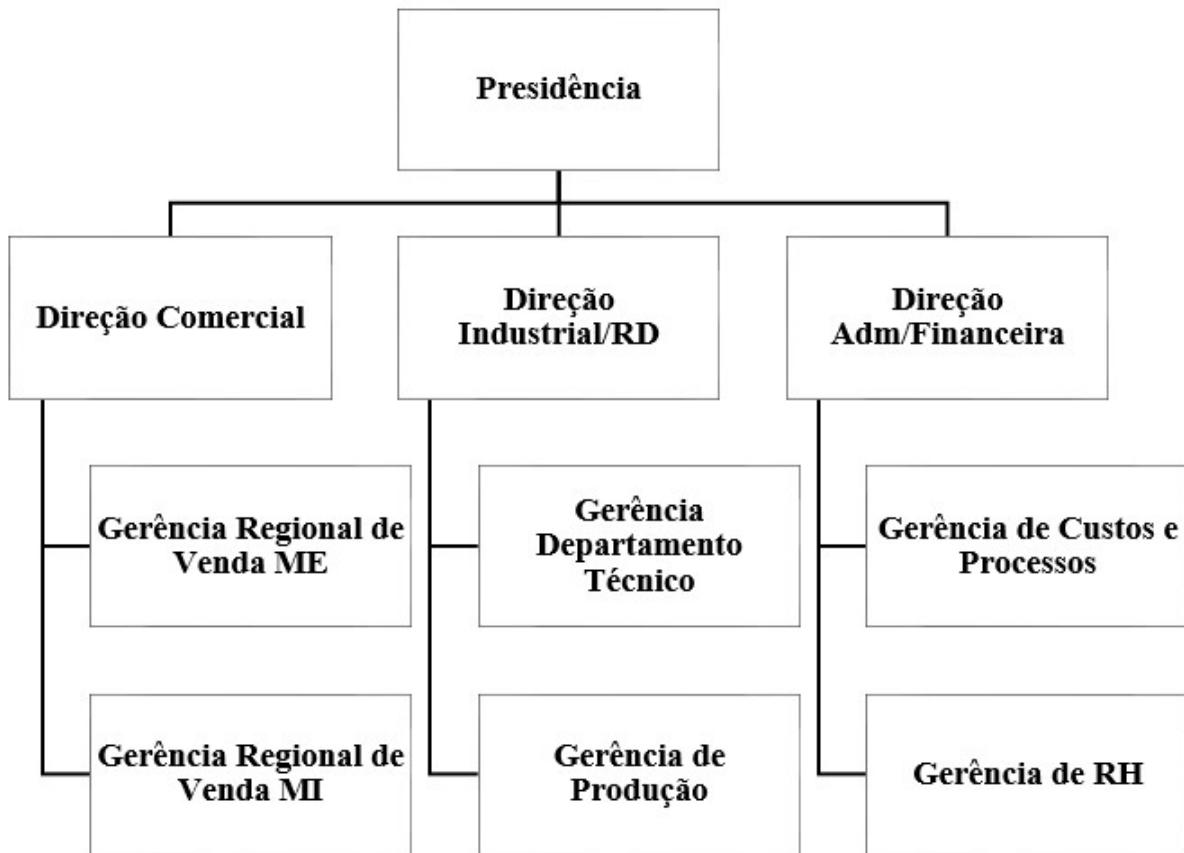 Presidência
Direção Comercial
Direção
Industrial/RD
Direção
Adm/Financeira
Gerência Regional de
Venda ME
Gerência
Departamento
Técnico
Gerência de Custos e
Processos
Gerência Regional de
Venda MI
Gerência de
Produção
Gerência de RH